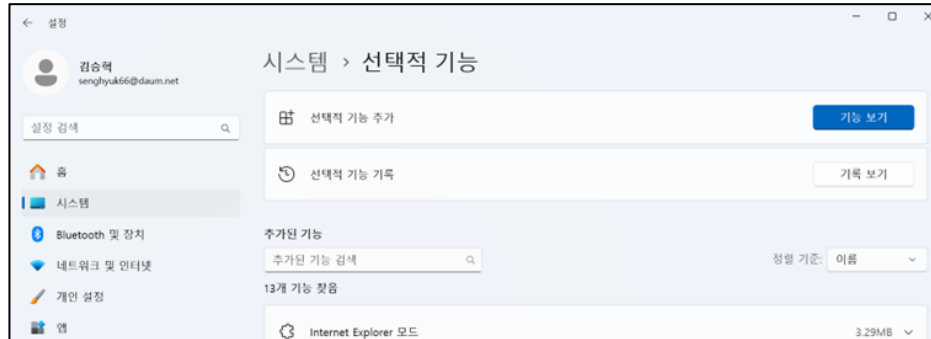 설정
김승혁
senghyuk66@daum.net
설정 검색
홈
시스템
Bluetooth 및 장치
네트워크 및 인터넷
개인 설정
앱
시스템 › 선택적 기능
선택적 기능 추가
기능 보기
선택적 기능 기록
기록 보기
추가된 기능
추가된 기능 검색
정렬 기준: 이름
13개 기능 찾음
Internet Explorer 모드
3.29MB